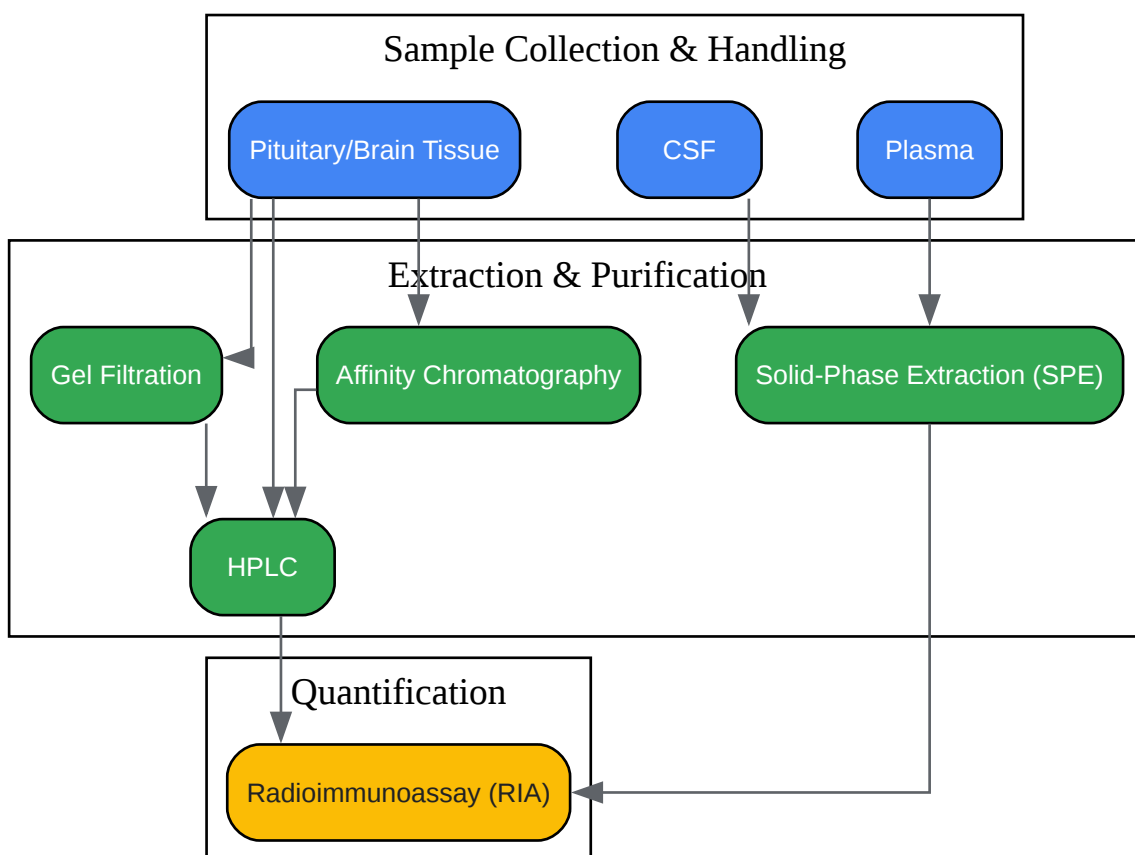 Sample Collection & Handling
Pituitary/Brain Tissue
CSF
Plasma
Extraction & Purification
Gel Filtration
Affinity Chromatography
Solid-Phase Extraction (SPE)
HPLC
Quantification
Radioimmunoassay (RIA)